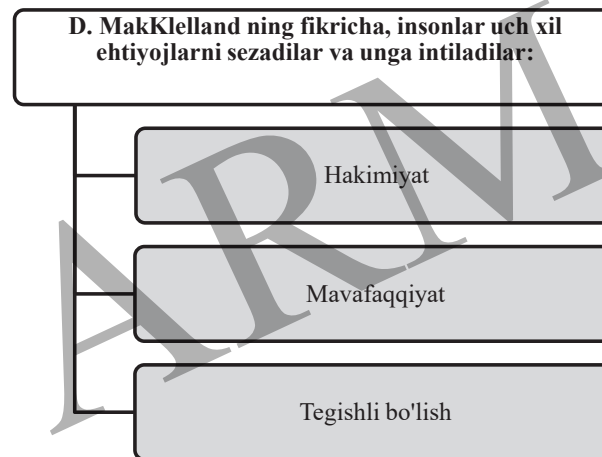 D. MakKlelland ning fikricha, insonlar uch xil
ehtiyojlarni sezadilar va unga intiladilar:
Hakimiyat
Mavafaqqiyat
Tegishli bo'lish
ARM